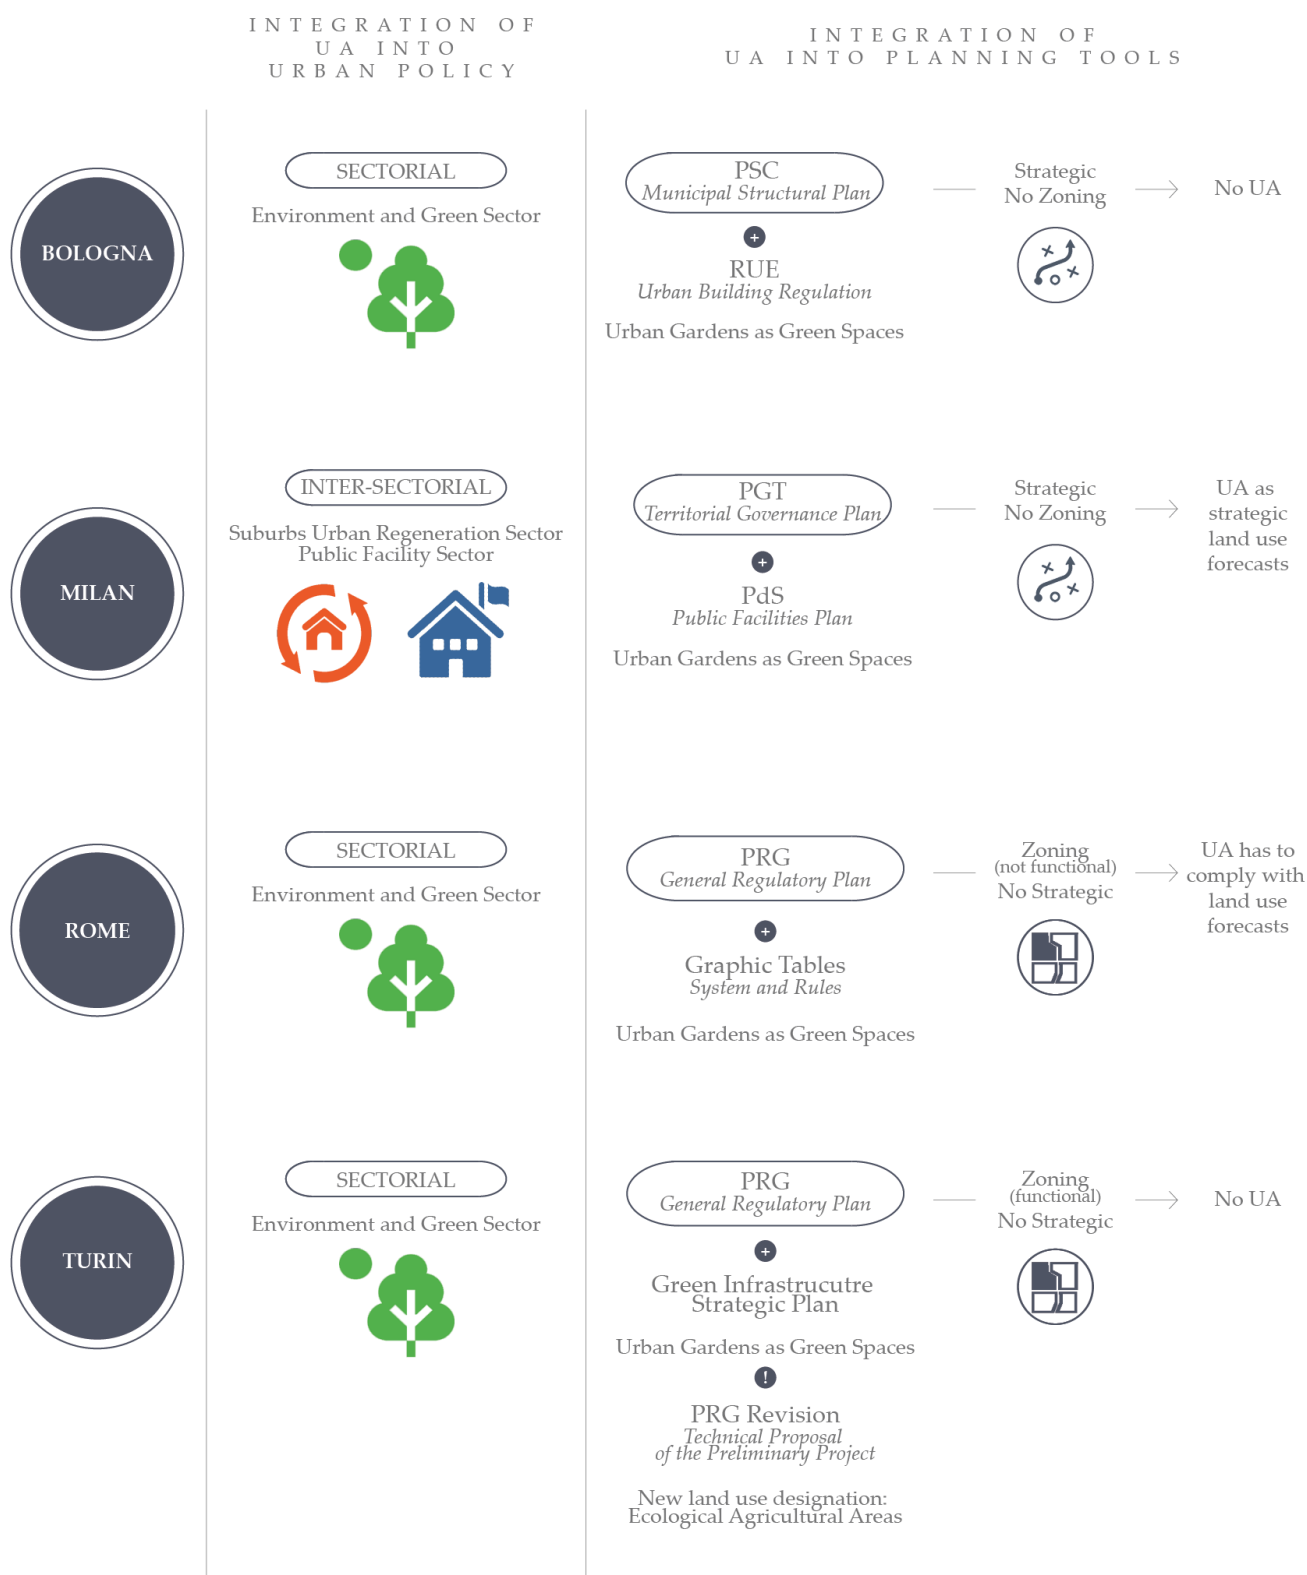 INTEGRATION OF
UA INTO
URBAN POLICY
INTEGRATION OF
UA INTO PLANNING TOOLS
BOLOGNA
SECTORIAL
Environment and Green Sector
PSC
Municipal Structural Plan
+
RUE
Urban Building Regulation
Urban Gardens as Green Spaces
Strategic
No Zoning
No UA
MILAN
INTER-SECTORIAL
Suburbs Urban Regeneration Sector
Public Facility Sector
PGT
Territorial Governance Plan
+
PdS
Public Facilities Plan
Urban Gardens as Green Spaces
Strategic
No Zoning
UA as
strategic
land use
forecasts
ROME
SECTORIAL
Environment and Green Sector
PRG
General Regulatory Plan
+
Graphic Tables
System and Rules
Urban Gardens as Green Spaces
Zoning
(not functional)
No Strategic
UA has to
comply with
land use
forecasts
TURIN
SECTORIAL
Environment and Green Sector
PRG
General Regulatory Plan
+
Green Infrastrucutre
Strategic Plan
Urban Gardens as Green Spaces
!
PRG Revision
Technical Proposal
of the Preliminary Project
New land use designation:
Ecological Agricultural Areas
Zoning
(functional)
No Strategic
No UA